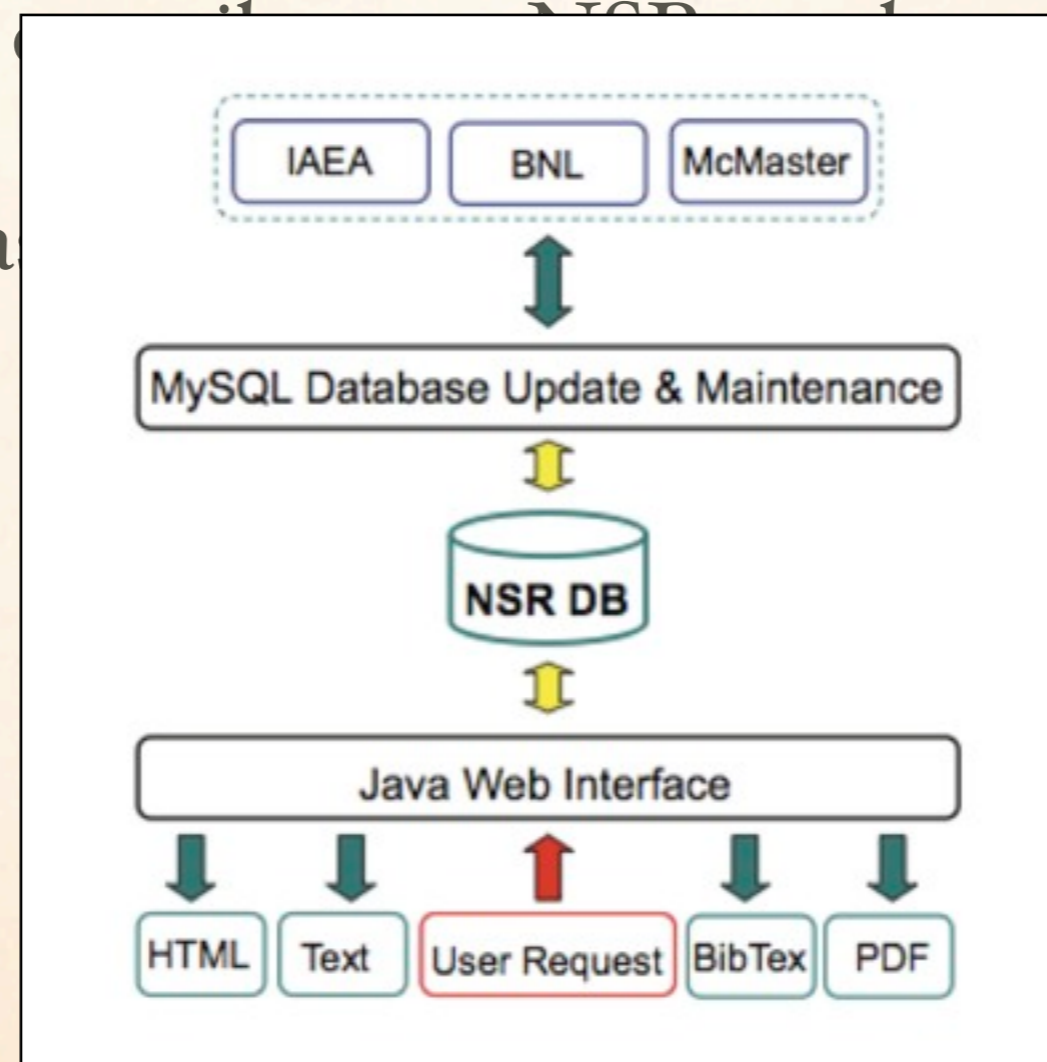 IAEA BNL McMaster
MySQL Database Update & Maintenance
NSR DB
Java Web Interface
HTML Text User Request BibTex PDF